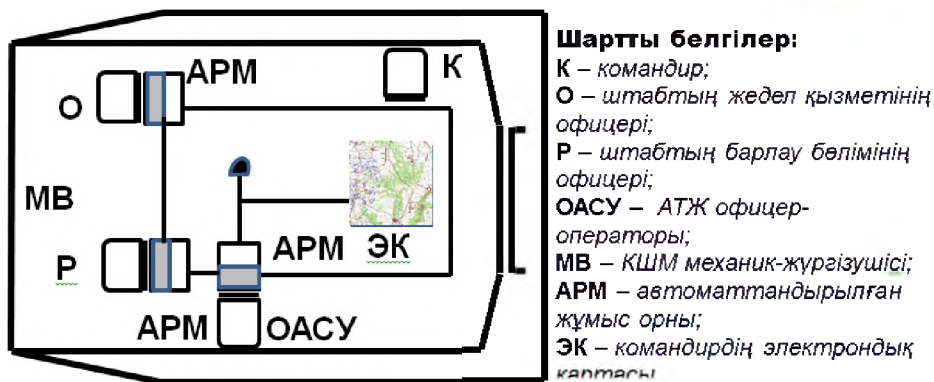 АРМ
К
О
МВ
Р
АРМ
ЭК
АРМ
ОАСУ
Шартты белгілер:
К – командир;
О – штабтың жедел қызметінің
офицері;
Р – штабтың барлау бөлімінің
офицері;
ОАСУ – АТЖ офицер-
операторы;
МВ – КШМ механик-жүргізушісі;
АРМ – автоматтандырылған
жұмыс орны;
ЭК – командирдің электрондық
картасы